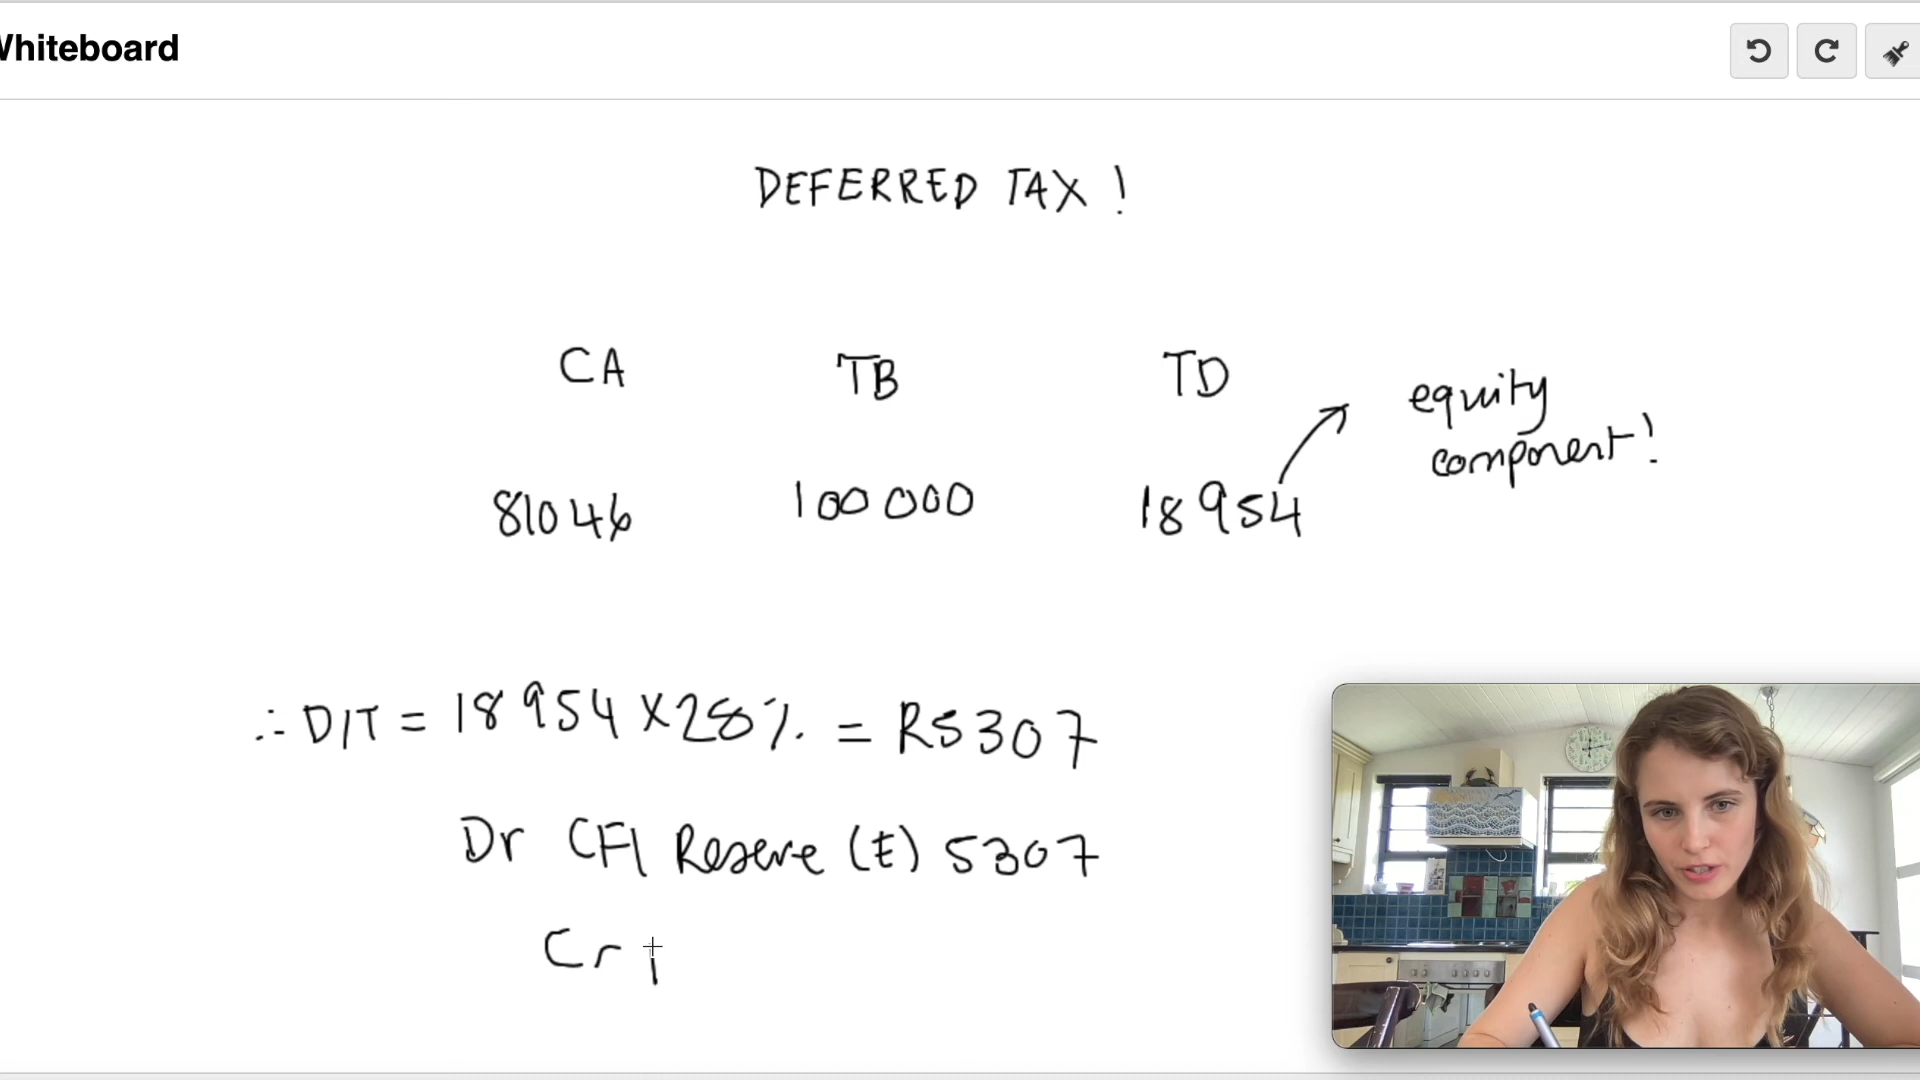 Whiteboard
DEFERRED TAX !
CA TB TD
equity
component!
81046 100 000 18 954
∴ D/T = 18 954 X 28% = R5307
Dr CFI Reserve (E) 5307
Cr